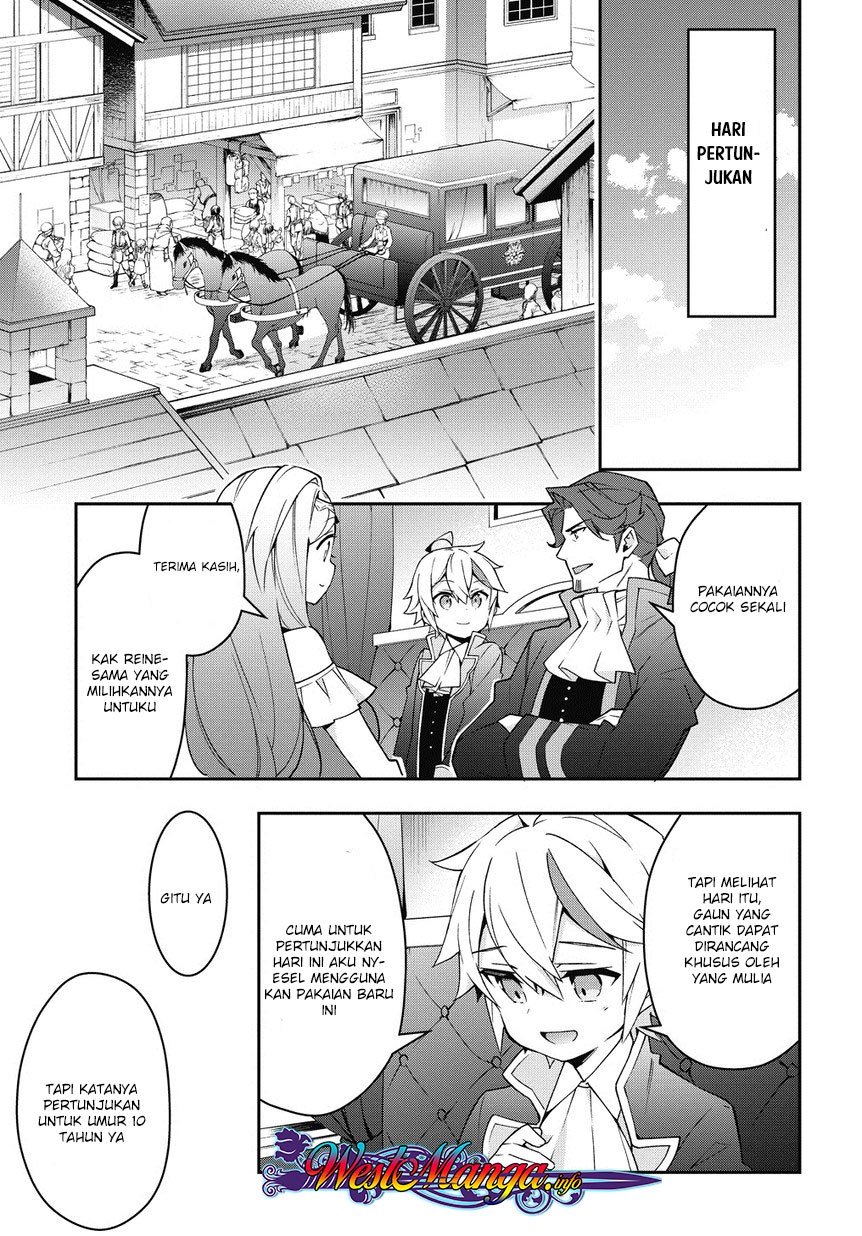 HARI
PERTUN-
JUKAN
PAKAIANNYA
COCOK SEKALI
TERIMA KASIH,
KAK REINE-
SAMA YANG
MILIHKANNYA
UNTUKU
TAPI MELIHAT
HARI ITU,
GAUN YANG
CANTIK DAPAT
DIRANCANG
KHUSUS OLEH
YANG MULIA
CUMA UNTUK
PERTUNJUKKAN
HARI INI AKU NY-
ESEL MENGGUNA
KAN PAKAIAN BARU
INI
GITU YA
TAPI KATANYA
PERTUNJUKAN
UNTUK UMUR 10
TAHUN YA
WestManga.info